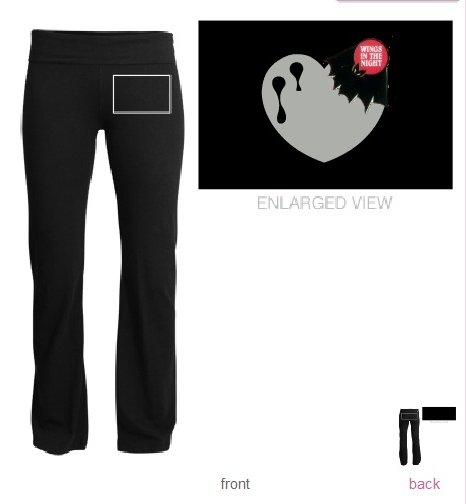 WINGS
IN THE
NIGHT
ENLARGED VIEW
front
back